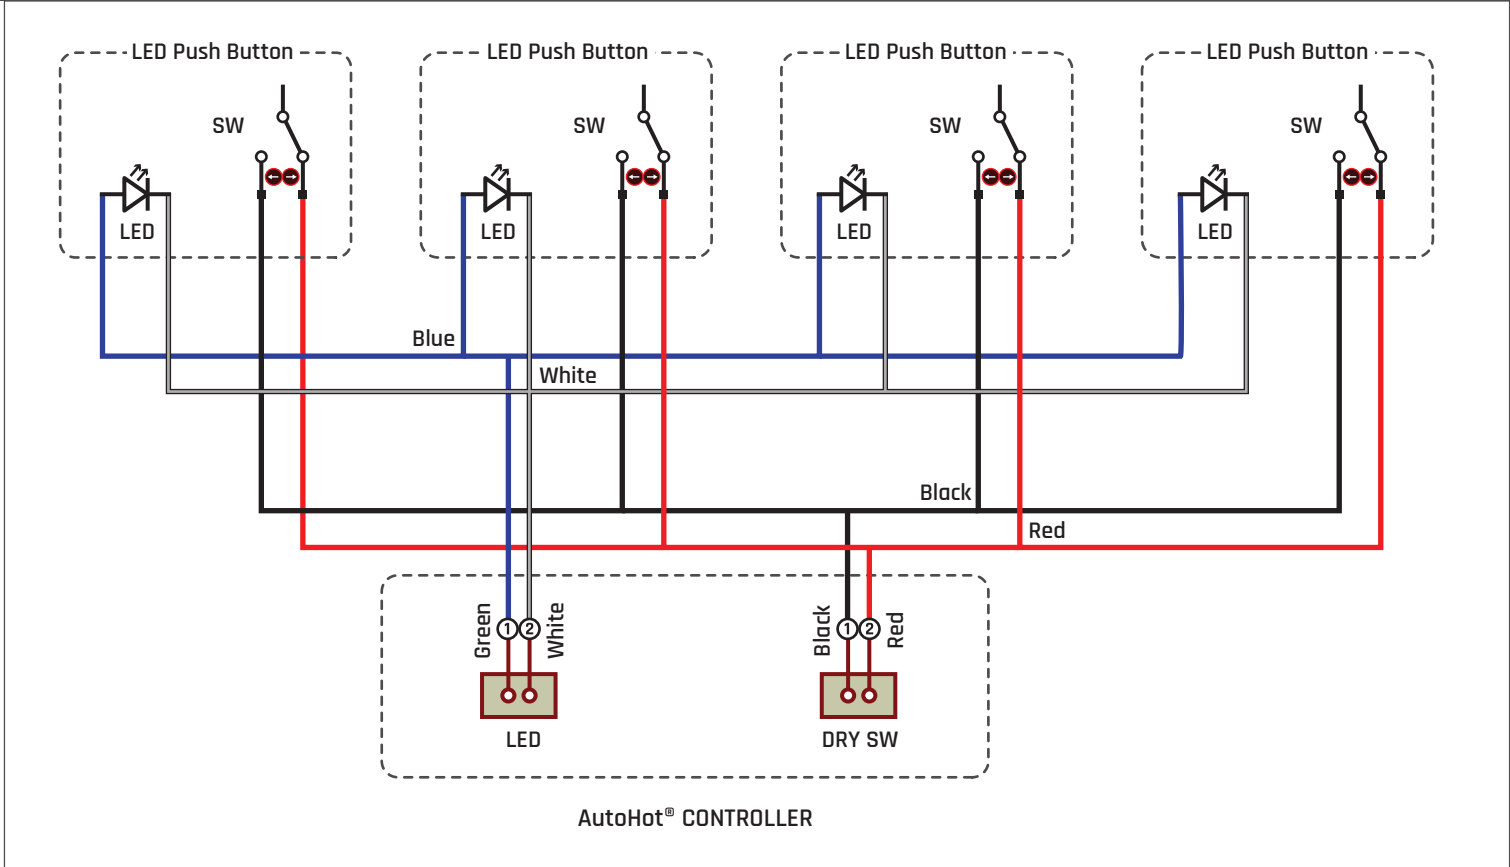 LED Push Button
LED Push Button
LED Push Button
LED Push Button
SW
SW
SW
SW
LED
LED
LED
LED
Blue
White
Black
Red
Green
1
2
White
Black
1
2
Red
LED
DRY SW
AutoHot® CONTROLLER